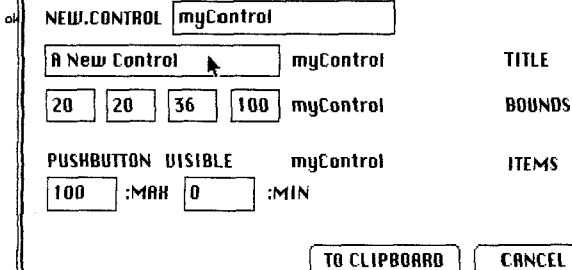 NEW.CONTROL myControl
A New Control myControl TITLE
20 20 36 100 myControl BOUNDS
PUSHBUTTON VISIBLE myControl ITEMS
100 :MAX 0 :MIN
TO CLIPBOARD CANCEL